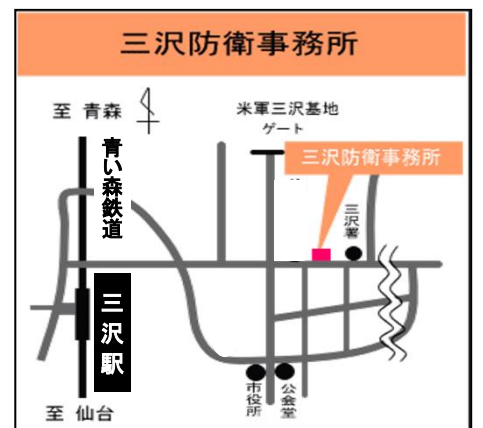 三沢防衛事務所
至 青森
米軍三沢基地
ゲート
三沢防衛事務所
青い森鉄道
三沢署
三沢駅
市役所
公会堂
至 仙台